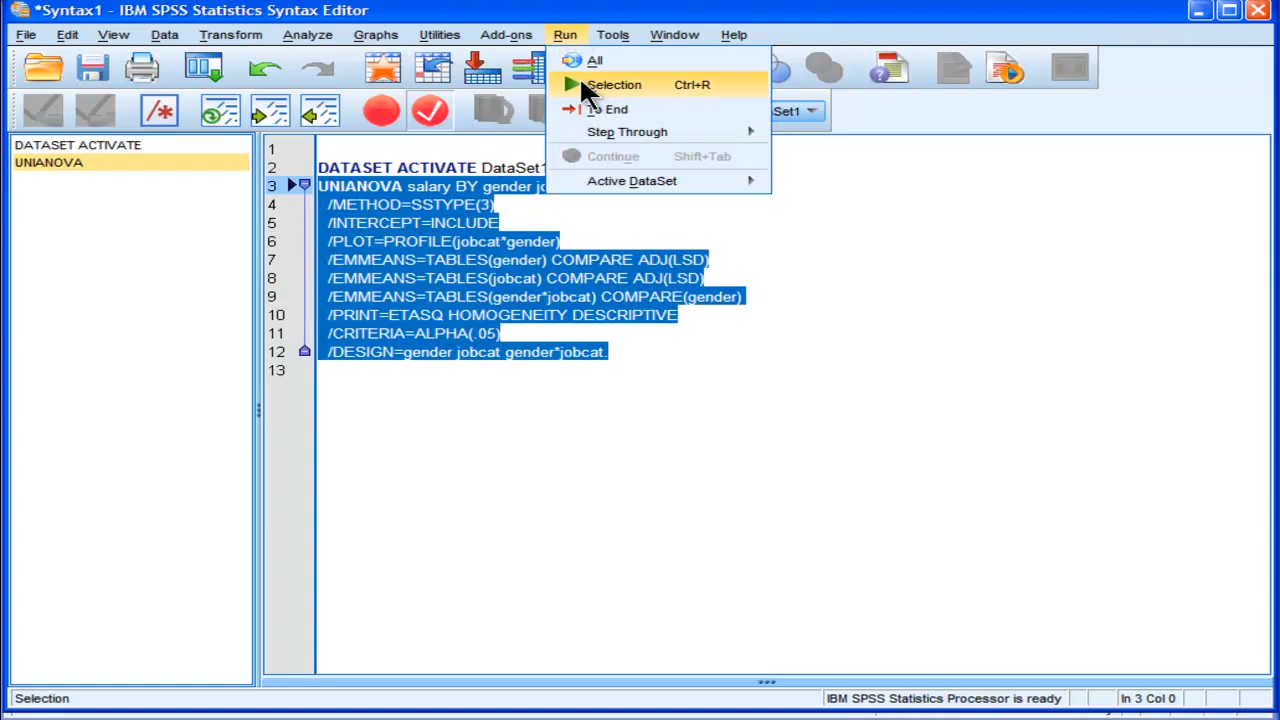 *Syntax1 - IBM SPSS Statistics Syntax Editor
File Edit View Data Transform Analyze Graphs Utilities Add-ons Run Tools Window Help
All
Selection Ctrl+R
To End
Step Through
Continue Shift+Tab
Active DataSet
Set1
DATASET ACTIVATE
UNIANOVA
1
2 DATASET ACTIVATE DataSet1
3 UNIANOVA salary BY gender jo
4 /METHOD=SSTYPE(3)
5 /INTERCEPT=INCLUDE
6 /PLOT=PROFILE(jobcat*gender)
7 /EMMEANS=TABLES(gender) COMPARE ADJ(LSD)
8 /EMMEANS=TABLES(jobcat) COMPARE ADJ(LSD)
9 /EMMEANS=TABLES(gender*jobcat) COMPARE(gender)
10 /PRINT=ETASQ HOMOGENEITY DESCRIPTIVE
11 /CRITERIA=ALPHA(.05)
12 /DESIGN=gender jobcat gender*jobcat.
13
Selection IBM SPSS Statistics Processor is ready In 3 Col 0